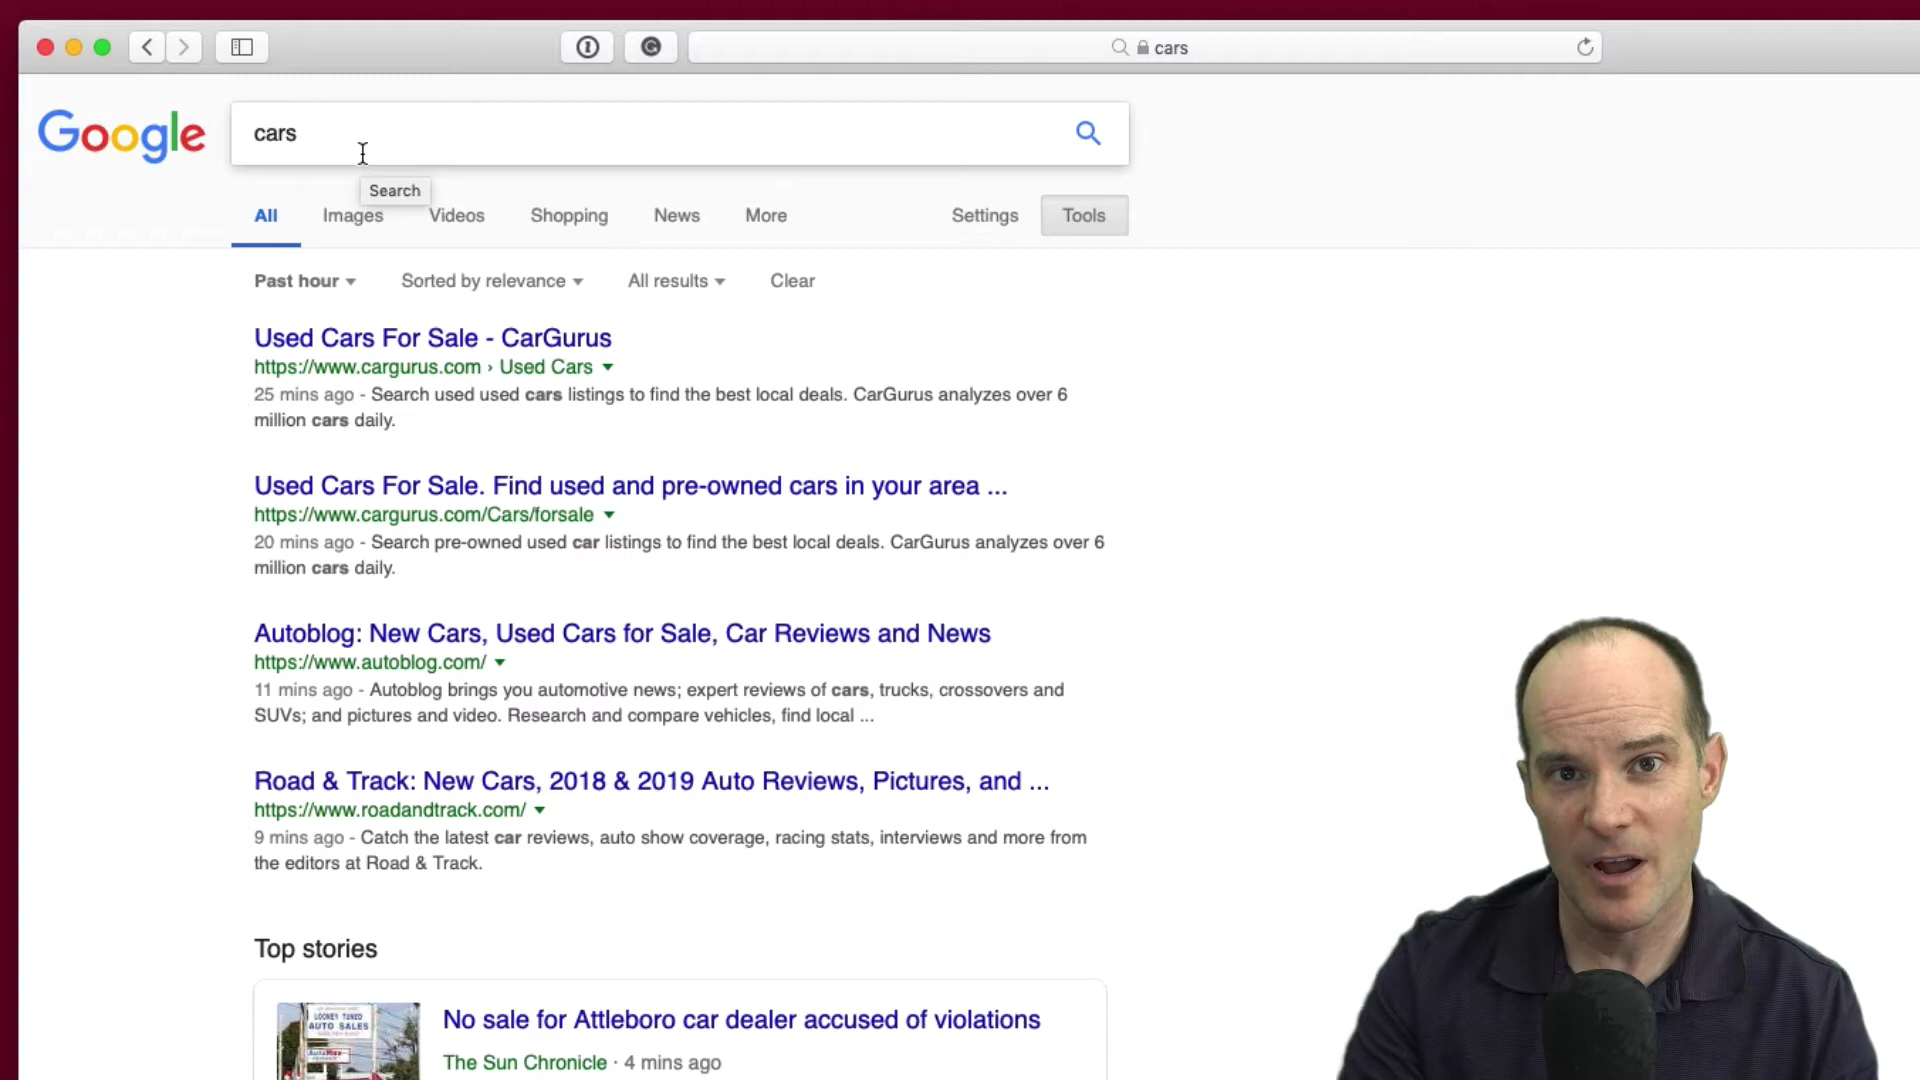 cars
Google
cars
Search
All Images Videos Shopping News More Settings Tools
Past hour Sorted by relevance All results Clear
Used Cars For Sale - CarGurus
https://www.cargurus.com › Used Cars
25 mins ago - Search used used cars listings to find the best local deals. CarGurus analyzes over 6
million cars daily.
Used Cars For Sale. Find used and pre-owned cars in your area ...
https://www.cargurus.com/Cars/forsale
20 mins ago - Search pre-owned used car listings to find the best local deals. CarGurus analyzes over 6
million cars daily.
Autoblog: New Cars, Used Cars for Sale, Car Reviews and News
https://www.autoblog.com/
11 mins ago - Autoblog brings you automotive news; expert reviews of cars, trucks, crossovers and
SUVs; and pictures and video. Research and compare vehicles, find local ...
Road & Track: New Cars, 2018 & 2019 Auto Reviews, Pictures, and ...
https://www.roadandtrack.com/
9 mins ago - Catch the latest car reviews, auto show coverage, racing stats, interviews and more from
the editors at Road & Track.
Top stories
LOONEY TUNED
AUTO SALES
No sale for Attleboro car dealer accused of violations
The Sun Chronicle · 4 mins ago